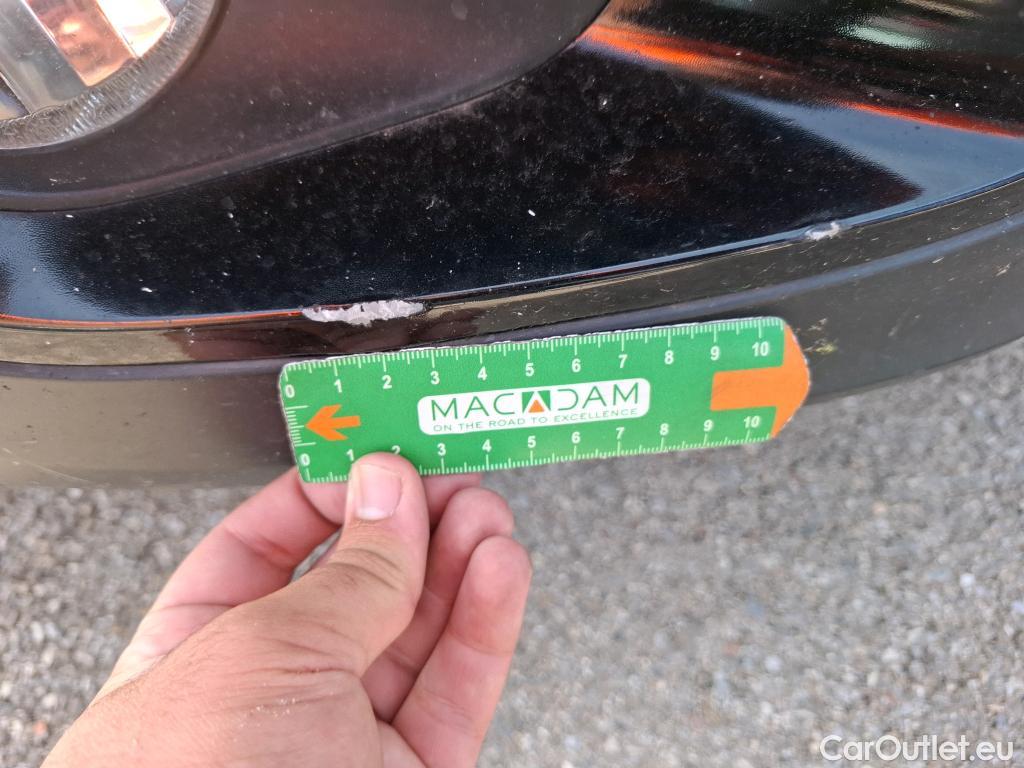 0 1 2 3 4 5 6 7 8 9 10
MACADAM
ON THE ROAD TO EXCELLENCE
0 1 2 3 4 5 6 7 8 9 10
CarOutlet.eu